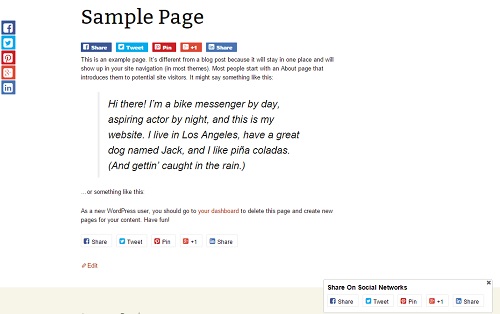 Sample Page
Share Tweet Pin Share
This is an example page. It's different from a blog post because it will stay in one place and will
show up in your site navigation (in most themes). Most people start with an About page that
introduces them to potential site visitors. It might say something like this:
Hi there! I'm a bike messenger by day,
aspiring actor by night, and this is my
website. I live in Los Angeles, have a great
dog named Jack, and I like piña coladas.
(And gettin' caught in the rain.)
...or something like this:
As a new WordPress user, you should go to your dashboard to delete this page and create new
pages for your content. Have fun!
Share Tweet Pin +1 Share
Edit
Share On Social Networks
Share Tweet Pin +1 Share